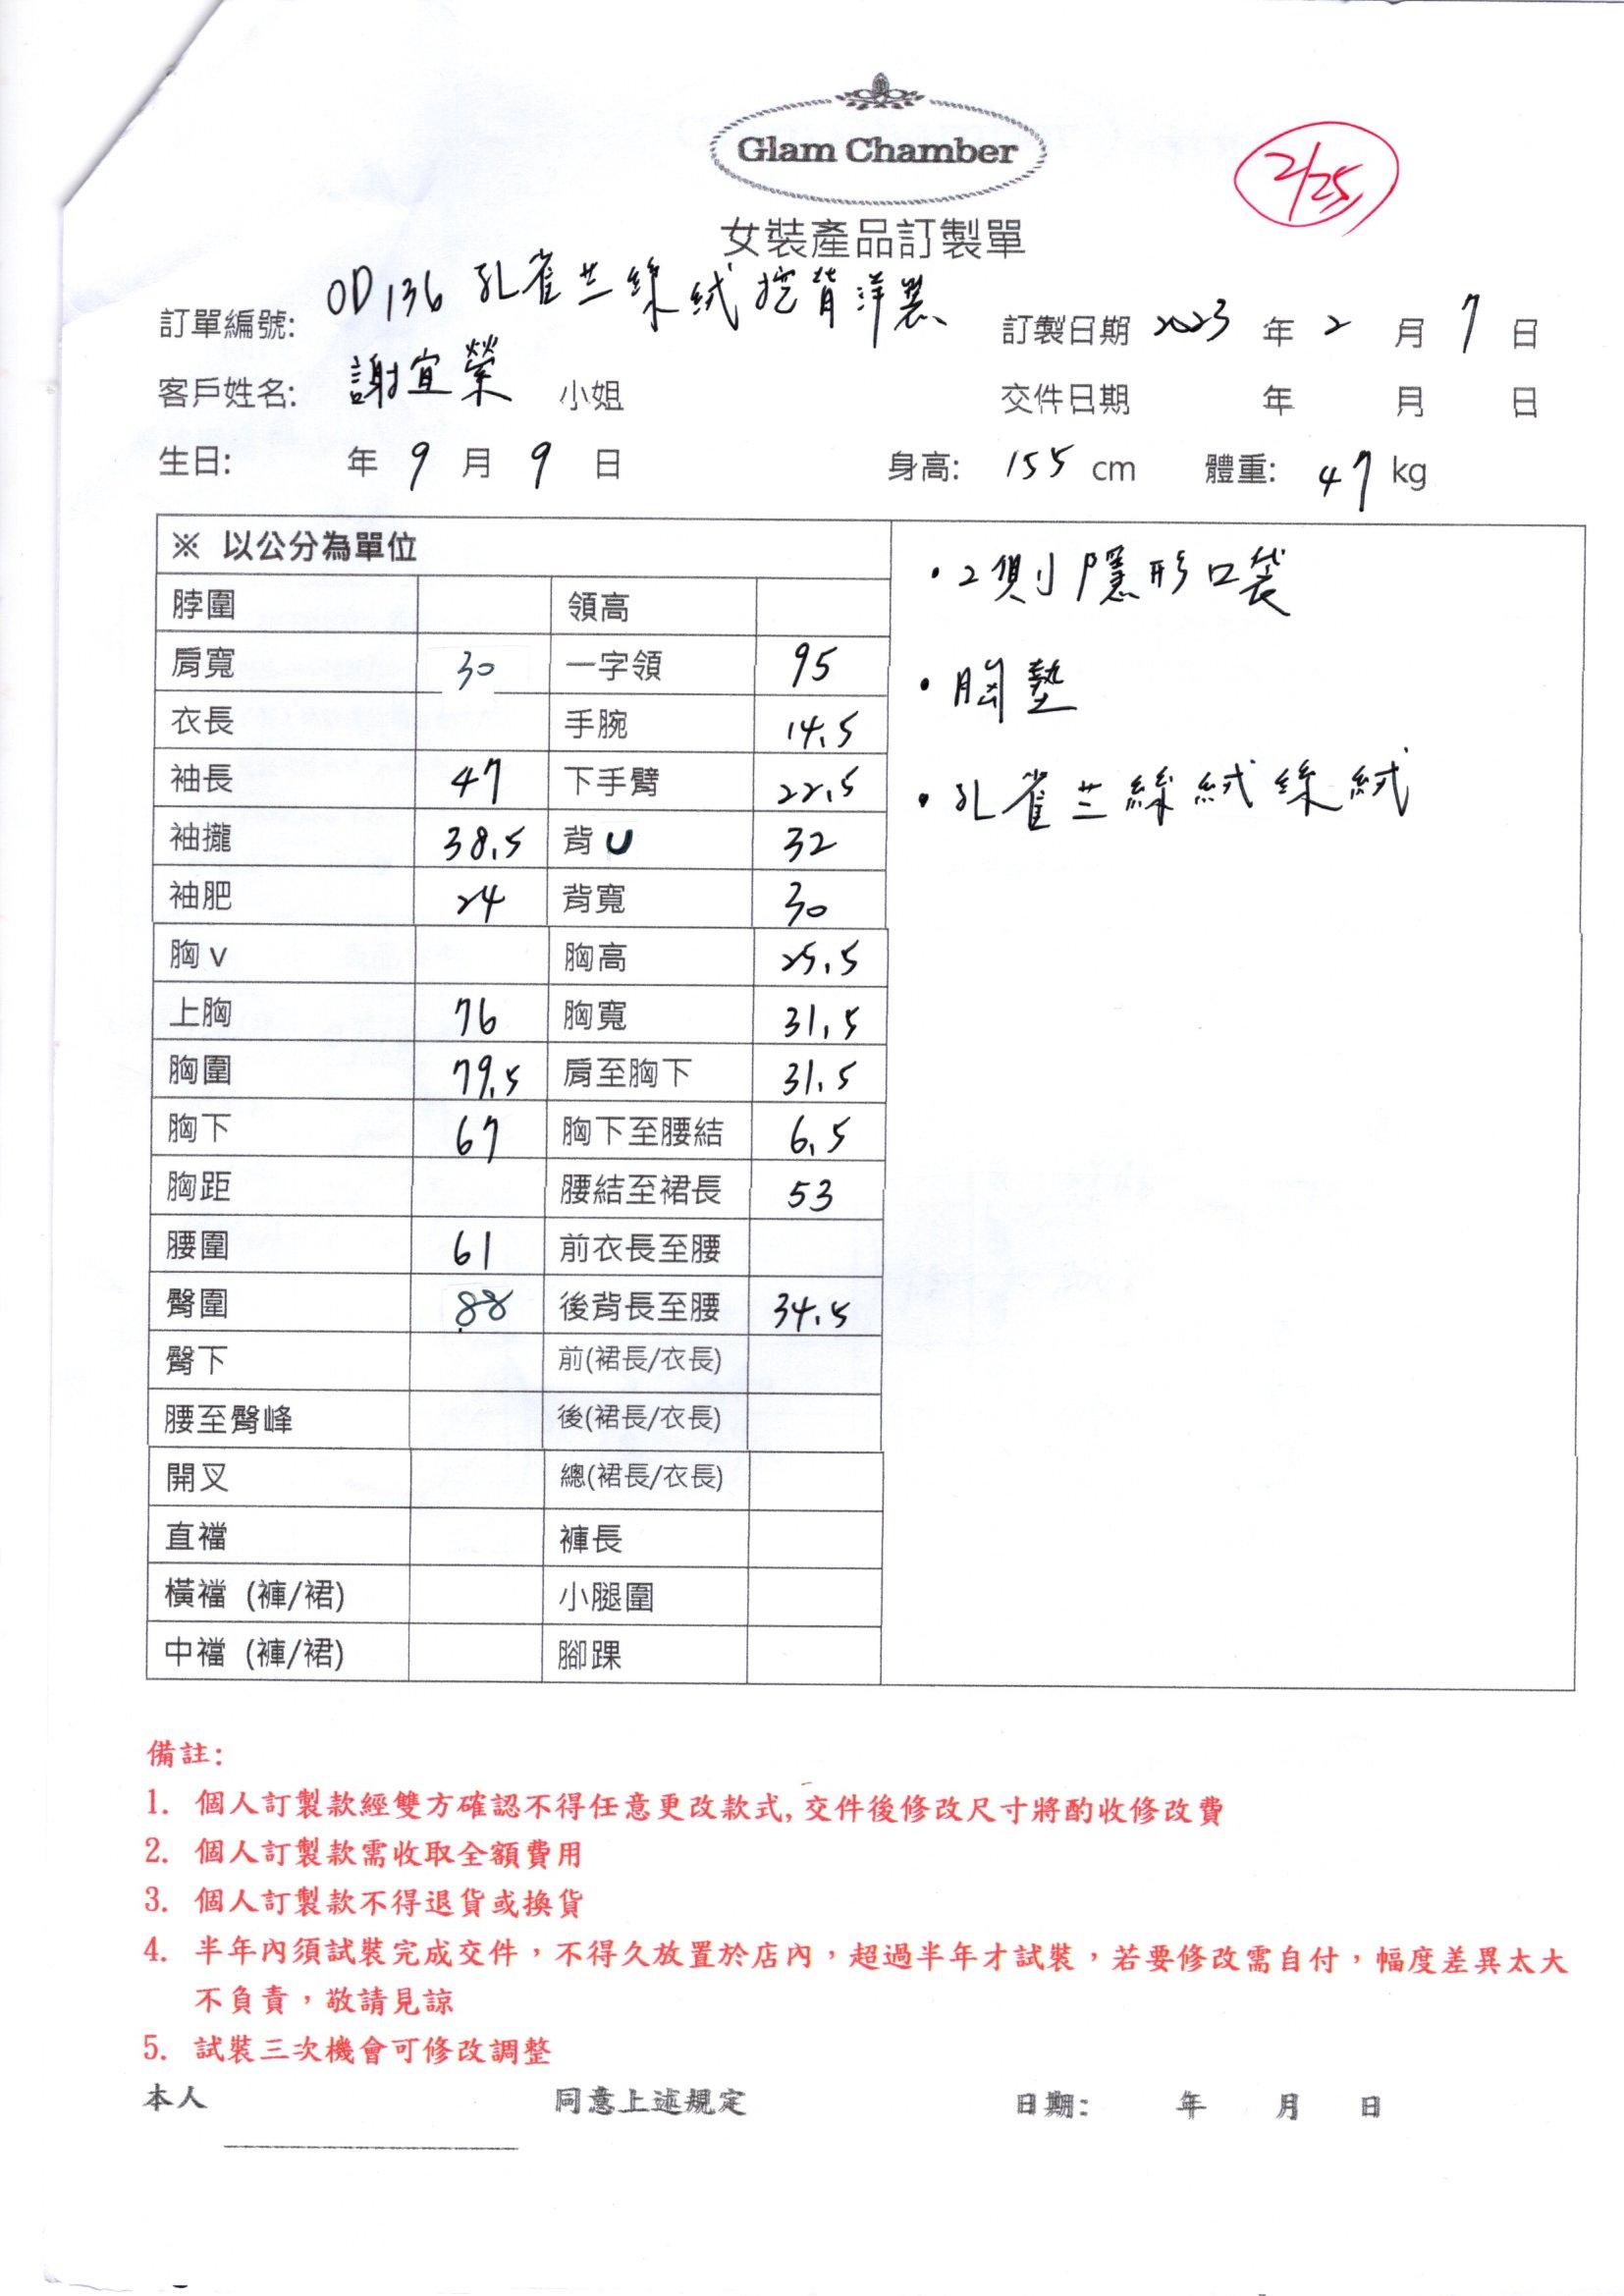 Glam Chamber
2/25
女裝產品訂製單
訂單編號: OD136 孔雀芸絲絨挖背洋裝
訂製日期 2023 年 2 月 7 日
客戶姓名: 謝宜縈 小姐
交件日期 年 月 日
生日: 年 9 月 9 日 身高: 155 cm 體重: 47 kg
※ 以公分為單位
脖圍 領高
肩寬 30 一字領 95
衣長 手腕 14.5
袖長 47 下手臂 22.5
袖攏 38.5 背 U 32
袖肥 24 背寬 30
胸 V 胸高 25.5
上胸 76 胸寬 31.5
胸圍 79.5 肩至胸下 31.5
胸下 67 胸下至腰結 6.5
胸距 腰結至裙長 53
腰圍 61 前衣長至腰
臀圍 88 後背長至腰 34.5
臀下 前(裙長/衣長)
腰至臀峰 後(裙長/衣長)
開叉 總(裙長/衣長)
直襠 褲長
橫襠 (褲/裙) 小腿圍
中襠 (褲/裙) 腳踝
・2側隱形口袋
・胸墊
・孔雀芸絲絨絲絨
備註:
1. 個人訂製款經雙方確認不得任意更改款式,交件後修改尺寸將酌收修改費
2. 個人訂製款需收取全額費用
3. 個人訂製款不得退貨或換貨
4. 半年內須試裝完成交件，不得久放置於店內，超過半年才試裝，若要修改需自付，幅度差異太大
不負責，敬請見諒
5. 試裝三次機會可修改調整
本人 同意上述規定 日期: 年 月 日